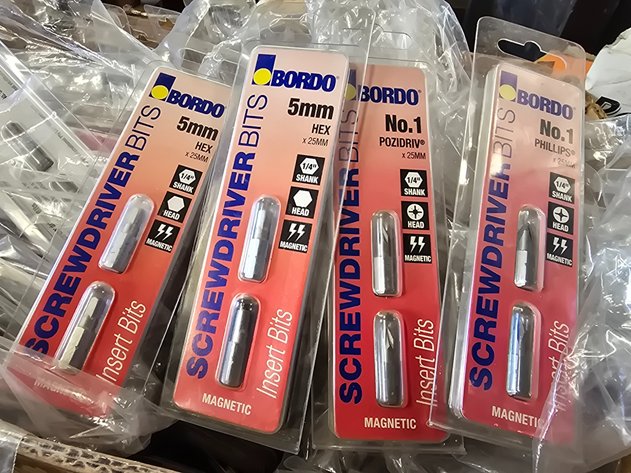 BORDO
5mm
HEX
x 25MM
1/4"
SHANK
HEAD
MAGNETIC
SCREWDRIVER BITS
Insert Bits
BORDO®
5mm
HEX
x 25MM
1/4"
SHANK
HEAD
MAGNETIC
SCREWDRIVER BITS
Insert Bits
MAGNETIC
BORDO®
No.1
POZIDRIV®
x 25MM
1/4"
SHANK
HEAD
MAGNETIC
SCREWDRIVER BITS
Insert Bits
MAGNETIC
BORDO®
No.1
PHILLIPS®
x 25MM
1/4"
SHANK
HEAD
MAGNETIC
SCREWDRIVER BITS
Insert Bits
MAGNETIC